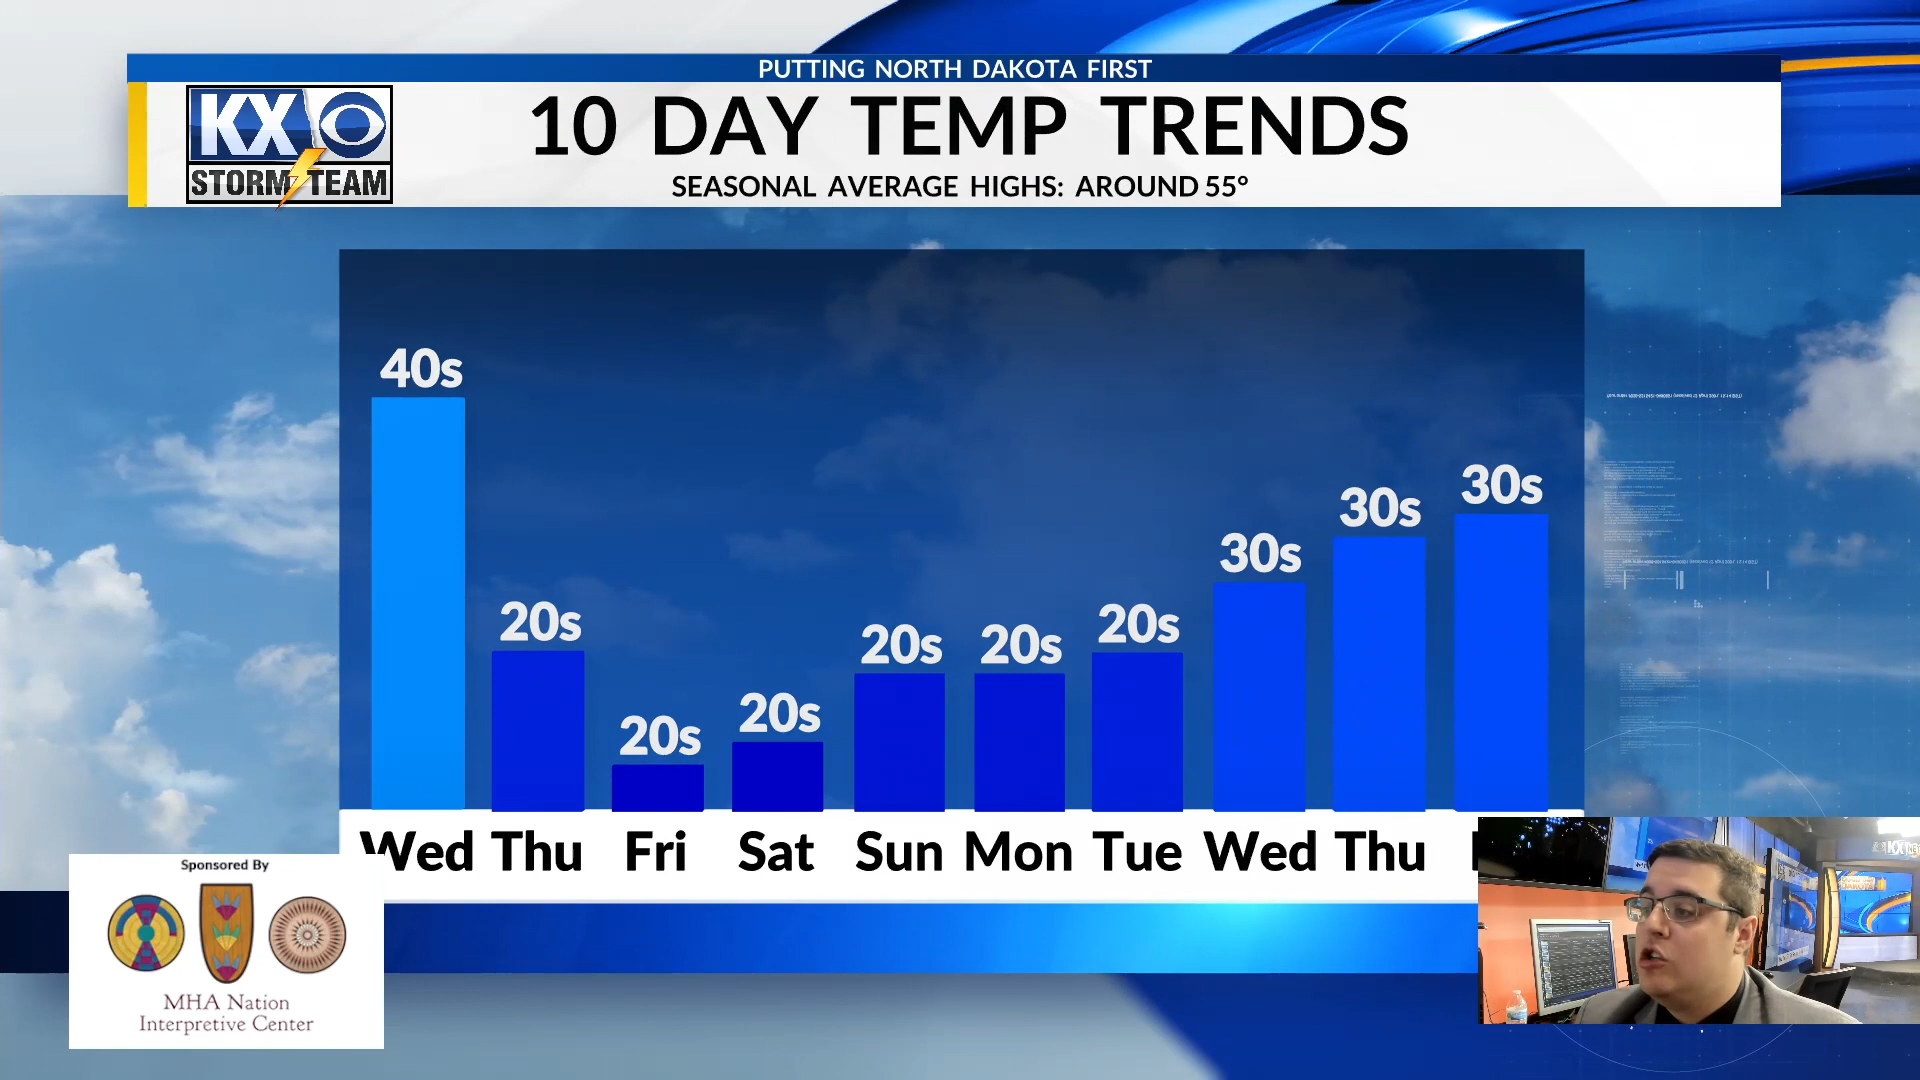 PUTTING NORTH DAKOTA FIRST
KX
STORM TEAM
10 DAY TEMP TRENDS
SEASONAL AVERAGE HIGHS: AROUND 55°
40s
20s
20s
20s
20s
20s
20s
30s
30s
30s
Wed Thu Fri Sat Sun Mon Tue Wed Thu
Sponsored By
MHA Nation
Interpretive Center
KX